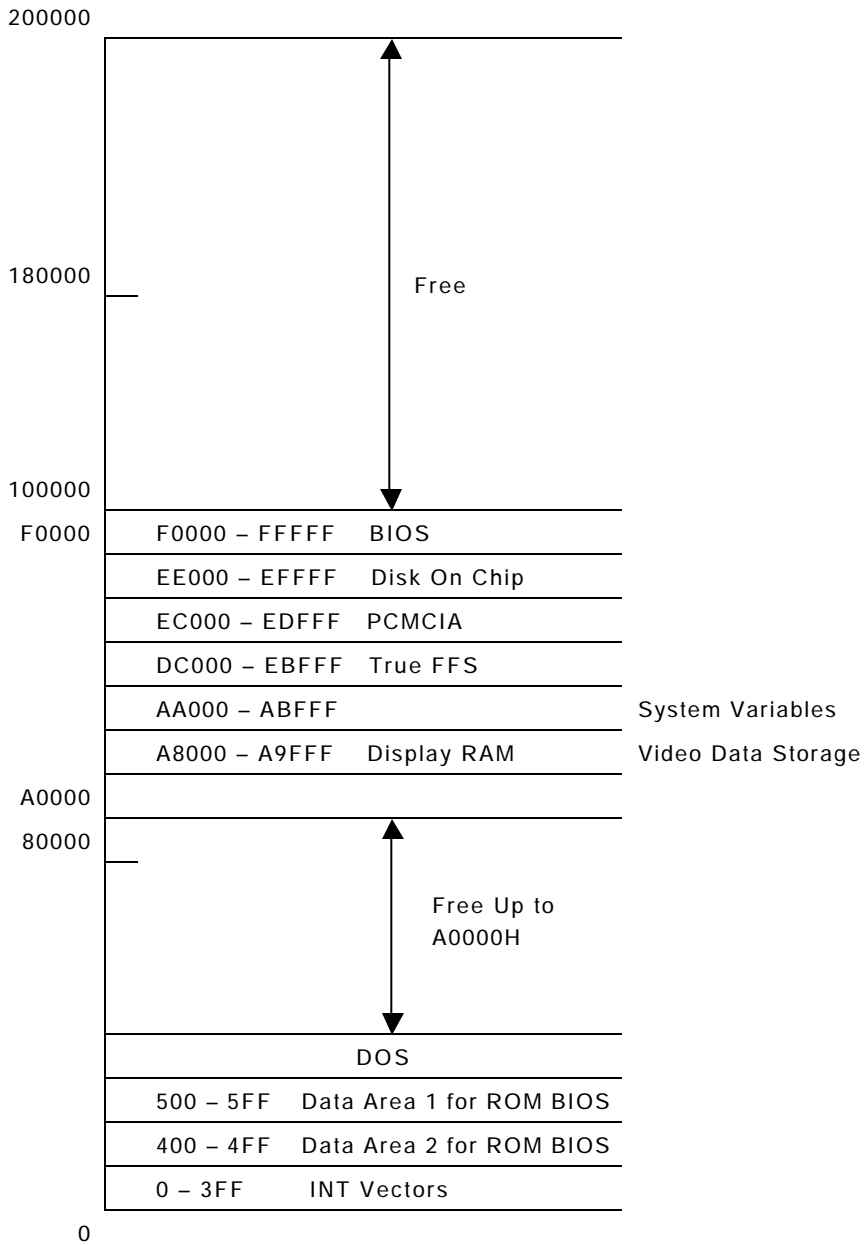 200000
180000
Free
100000
F0000 F0000 – FFFFF BIOS
EE000 – EFFFF Disk On Chip
EC000 – EDFFF PCMCIA
DC000 – EBFFF True FFS
AA000 – ABFFF System Variables
A8000 – A9FFF Display RAM Video Data Storage
A0000
80000
Free Up to
A0000H
DOS
500 – 5FF Data Area 1 for ROM BIOS
400 – 4FF Data Area 2 for ROM BIOS
0 – 3FF INT Vectors
0